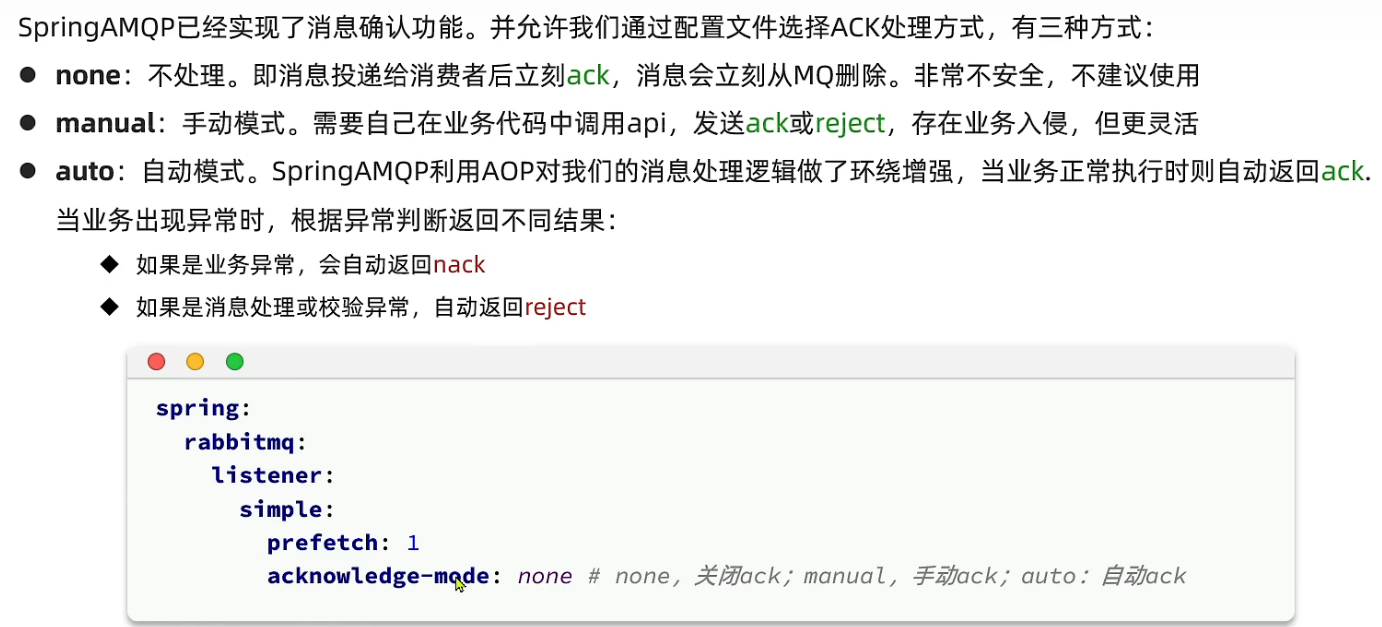 SpringAMQP已经实现了消息确认功能。并允许我们通过配置文件选择ACK处理方式，有三种方式：
● none：不处理。即消息投递给消费者后立刻ack，消息会立刻从MQ删除。非常不安全，不建议使用
● manual：手动模式。需要自己在业务代码中调用api，发送ack或reject，存在业务入侵，但更灵活
● auto：自动模式。SpringAMQP利用AOP对我们的消息处理逻辑做了环绕增强，当业务正常执行时则自动返回ack.
当业务出现异常时，根据异常判断返回不同结果：
◆ 如果是业务异常，会自动返回nack
◆ 如果是消息处理或校验异常，自动返回reject
spring:
  rabbitmq:
    listener:
      simple:
        prefetch: 1
        acknowledge-mode: none # none，关闭ack；manual，手动ack；auto：自动ack